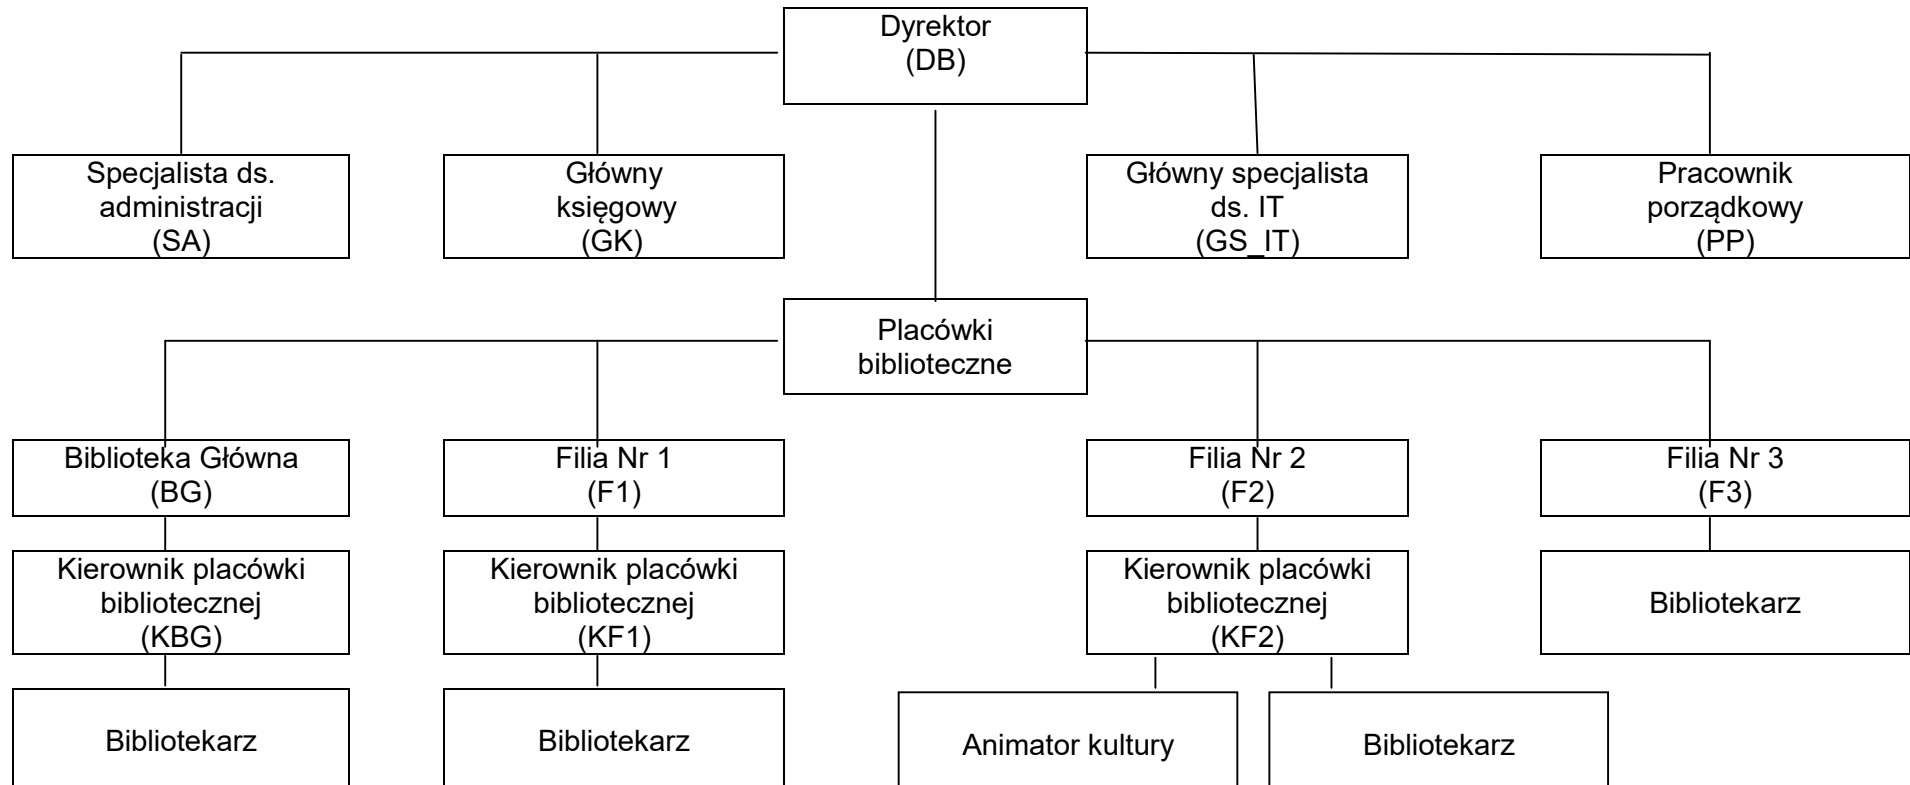 Dyrektor
(DB)
Specjalista ds.
administracji
(SA)
Główny
księgowy
(GK)
Główny specjalista
ds. IT
(GS_IT)
Pracownik
porządkowy
(PP)
Placówki
biblioteczne
Biblioteka Główna
(BG)
Filia Nr 1
(F1)
Filia Nr 2
(F2)
Filia Nr 3
(F3)
Kierownik placówki
bibliotecznej
(KBG)
Kierownik placówki
bibliotecznej
(KF1)
Kierownik placówki
bibliotecznej
(KF2)
Bibliotekarz
Bibliotekarz
Bibliotekarz
Animator kultury
Bibliotekarz